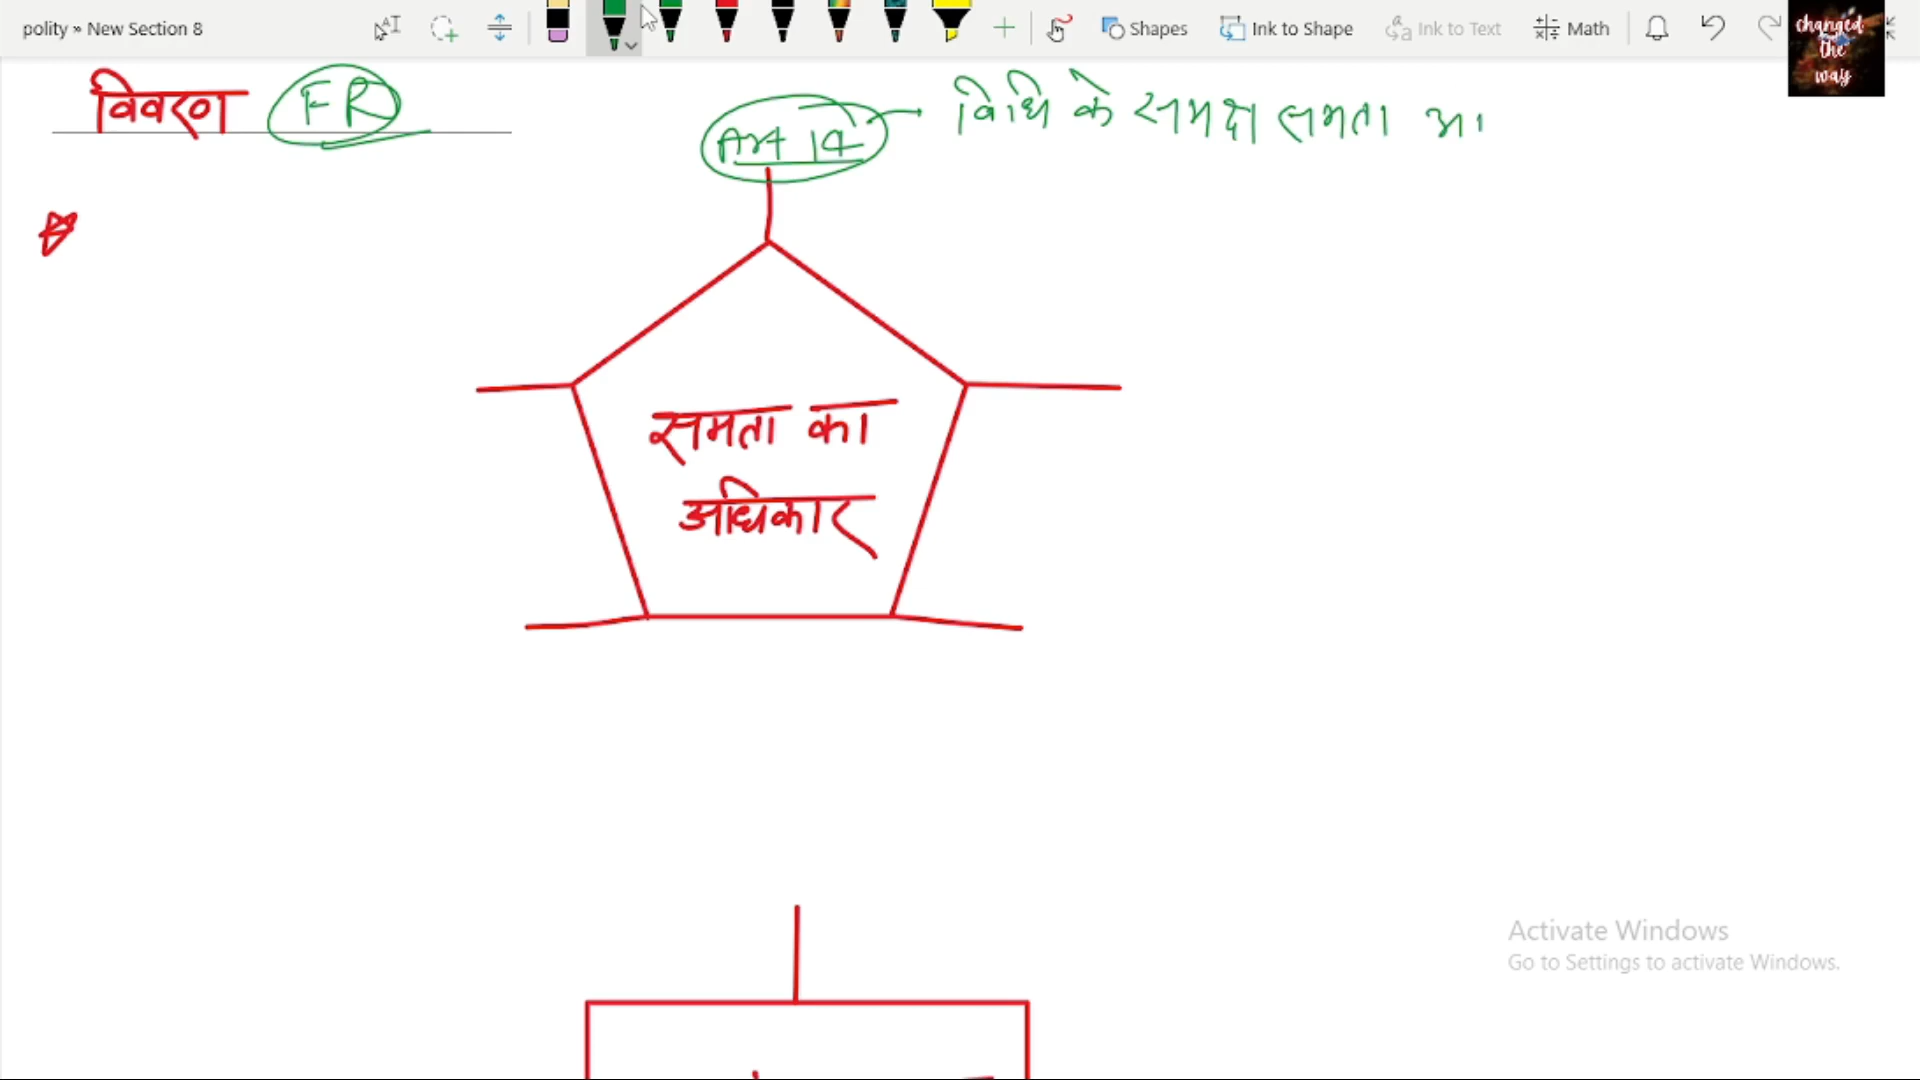 polity » New Section 8
Shapes
Ink to Shape
Ink to Text
Math
changed
the
way
विवरण FR
Art 14
विधि के समक्ष समता
समता का
अधिकार
Activate Windows
Go to Settings to activate Windows.